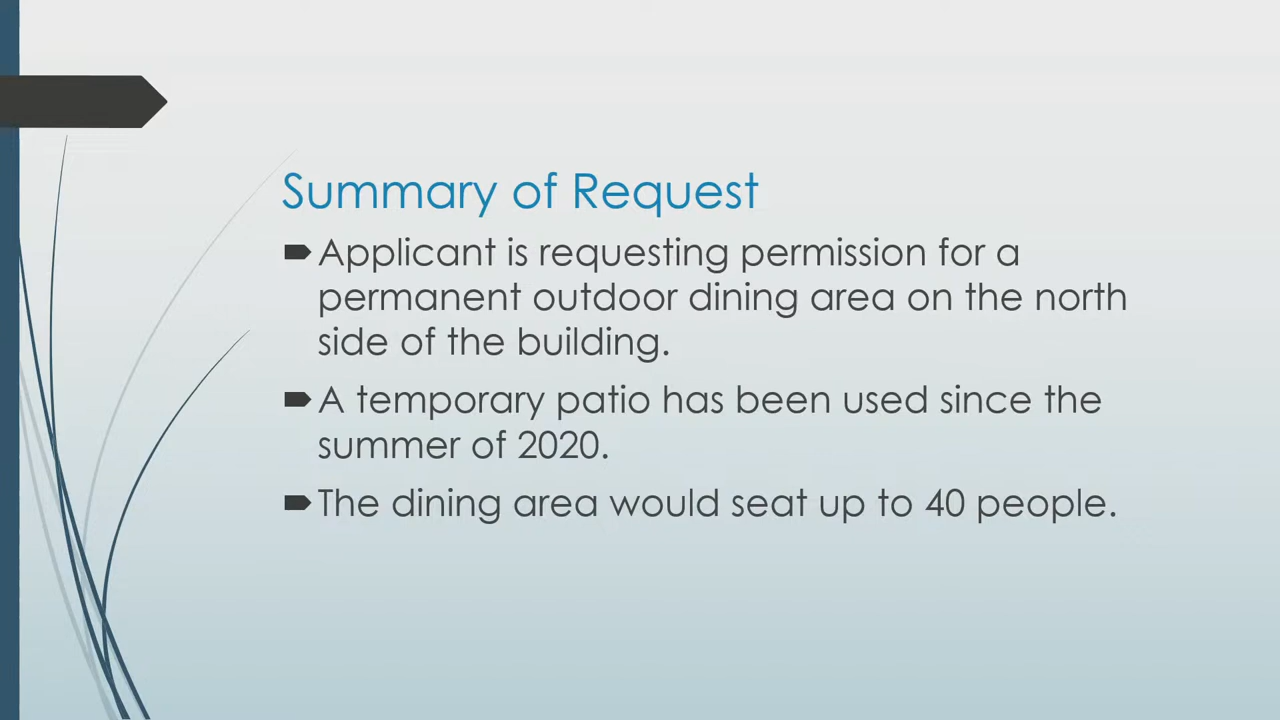 Summary of Request
Applicant is requesting permission for a
permanent outdoor dining area on the north
side of the building.
A temporary patio has been used since the
summer of 2020.
The dining area would seat up to 40 people.